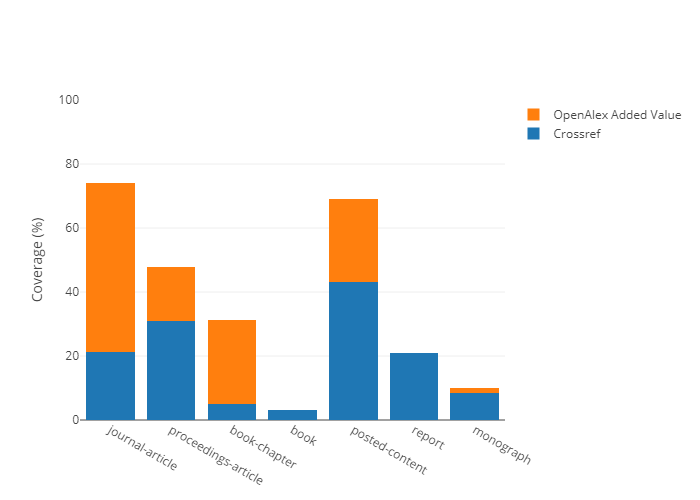 100
80
60
40
20
0
Coverage (%)
journal-article
proceedings-article
book-chapter
book
posted-content
report
monograph
OpenAlex Added Value
Crossref